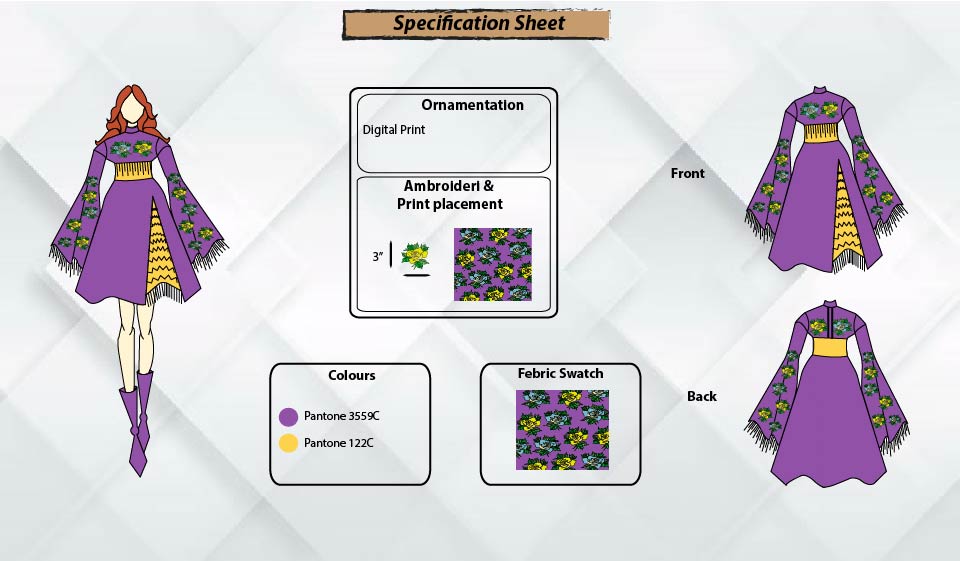 Specification Sheet
Ornamentation
Digital Print
Ambroideri &
Print placement
3"
Front
Colours
Pantone 3559C
Pantone 122C
Febric Swatch
Back